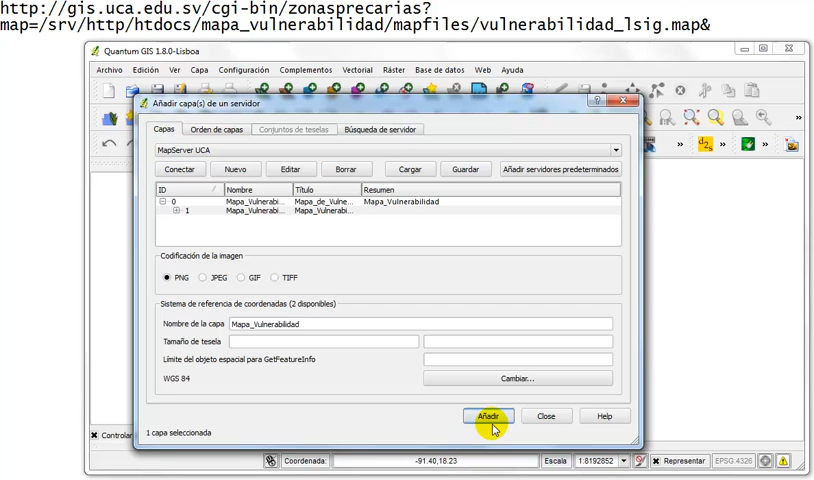 http://gis.uca.edu.sv/cgi-bin/zonasprecarias?
map=/srv/http/htdocs/mapa_vulnerabilidad/mapfiles/vulnerabilidad_lsig.map&
Quantum GIS 1.8.0-Lisboa
Archivo Edición Ver Capa Configuración Complementos Vectorial Ráster Base de datos Web Ayuda
Añadir capa(s) de un servidor
Capas Orden de capas Conjuntos de teselas Búsqueda de servidor
MapServer UCA
Conectar Nuevo Editar Borrar Cargar Guardar Añadir servidores predeterminados
ID Nombre Título Resumen
0 Mapa_Vulnerabi... Mapa_de_Vulne... Mapa_Vulnerabilidad
1 Mapa_Vulnerabi... Mapa_Vulnerabi...
Codificación de la imagen
PNG JPEG GIF TIFF
Sistema de referencia de coordenadas (2 disponibles)
Nombre de la capa Mapa_Vulnerabilidad
Tamaño de tesela
Límite del objeto espacial para GetFeatureInfo
WGS 84 Cambiar...
Añadir Close Help
1 capa seleccionada
Controlar
Coordenada: -91.40,18.23 Escala 1:8192852 Representar EPSG:4326